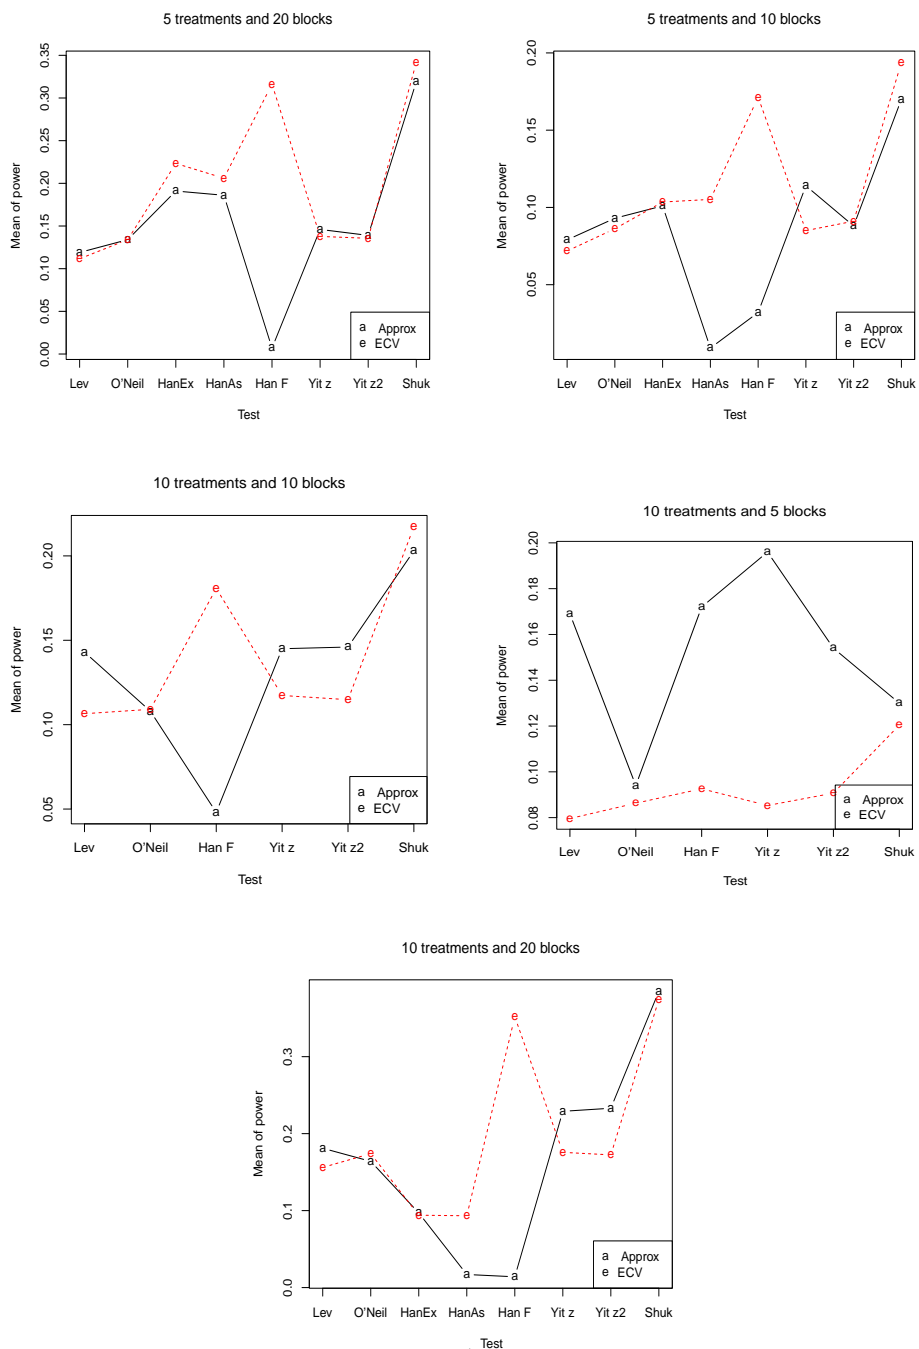 5 treatments and 20 blocks
Mean of power
0.00 0.05 0.10 0.15 0.20 0.25 0.30 0.35
a Approx
e ECV
Lev O'Neil HanEx HanAs Han F Yit z Yit z2 Shuk
Test
5 treatments and 10 blocks
Mean of power
0.05 0.10 0.15 0.20
a Approx
e ECV
Lev O'Neil HanEx HanAs Han F Yit z Yit z2 Shuk
Test
10 treatments and 10 blocks
Mean of power
0.05 0.10 0.15 0.20
a Approx
e ECV
Lev O'Neil Han F Yit z Yit z2 Shuk
Test
10 treatments and 5 blocks
Mean of power
0.08 0.10 0.12 0.14 0.16 0.18 0.20
a Approx
e ECV
Lev O'Neil Han F Yit z Yit z2 Shuk
Test
10 treatments and 20 blocks
Mean of power
0.0 0.1 0.2 0.3
a Approx
e ECV
Lev O'Neil HanEx HanAs Han F Yit z Yit z2 Shuk
Test